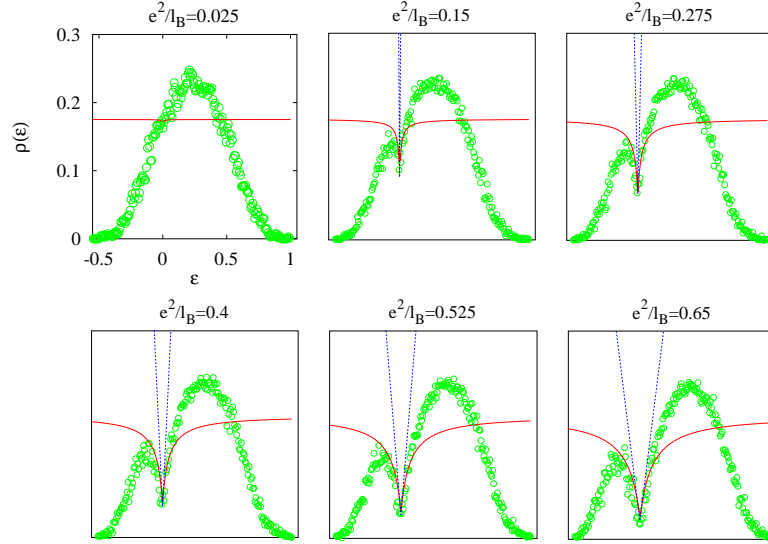 e²/l_B=0.025
e²/l_B=0.15
e²/l_B=0.275
0.3
0.2
0.1
0
ρ(ε)
-0.5 0 0.5 1
ε
e²/l_B=0.4
e²/l_B=0.525
e²/l_B=0.65